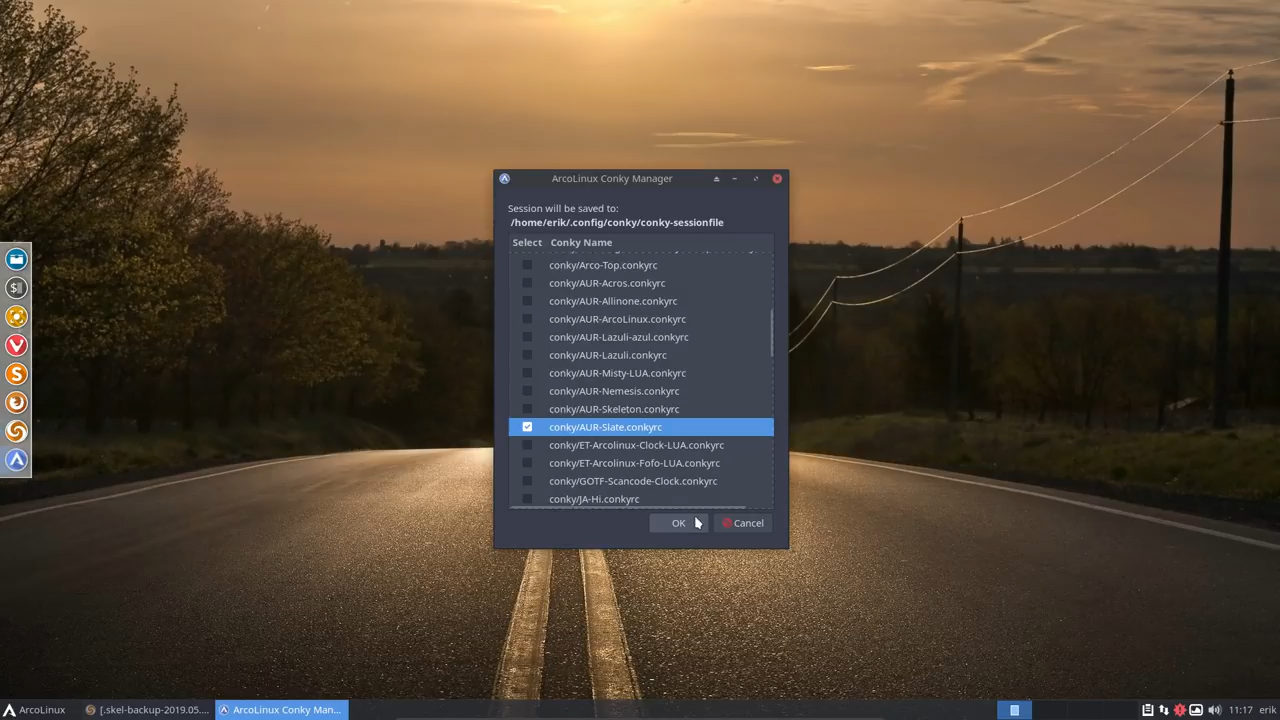 ArcoLinux Conky Manager
Session will be saved to:
/home/erik/.config/conky/conky-sessionfile
Select Conky Name
conky/Arco-Top.conkyrc
conky/AUR-Acros.conkyrc
conky/AUR-Allinone.conkyrc
conky/AUR-ArcoLinux.conkyrc
conky/AUR-Lazuli-azul.conkyrc
conky/AUR-Lazuli.conkyrc
conky/AUR-Misty-LUA.conkyrc
conky/AUR-Nemesis.conkyrc
conky/AUR-Skeleton.conkyrc
conky/AUR-Slate.conkyrc
conky/ET-Arcolinux-Clock-LUA.conkyrc
conky/ET-Arcolinux-Fofo-LUA.conkyrc
conky/GOTF-Scancode-Clock.conkyrc
conky/JA-Hi.conkyrc
OK Cancel
ArcoLinux [.skel-backup-2019.05.... ArcoLinux Conky Man... 11:17 erik